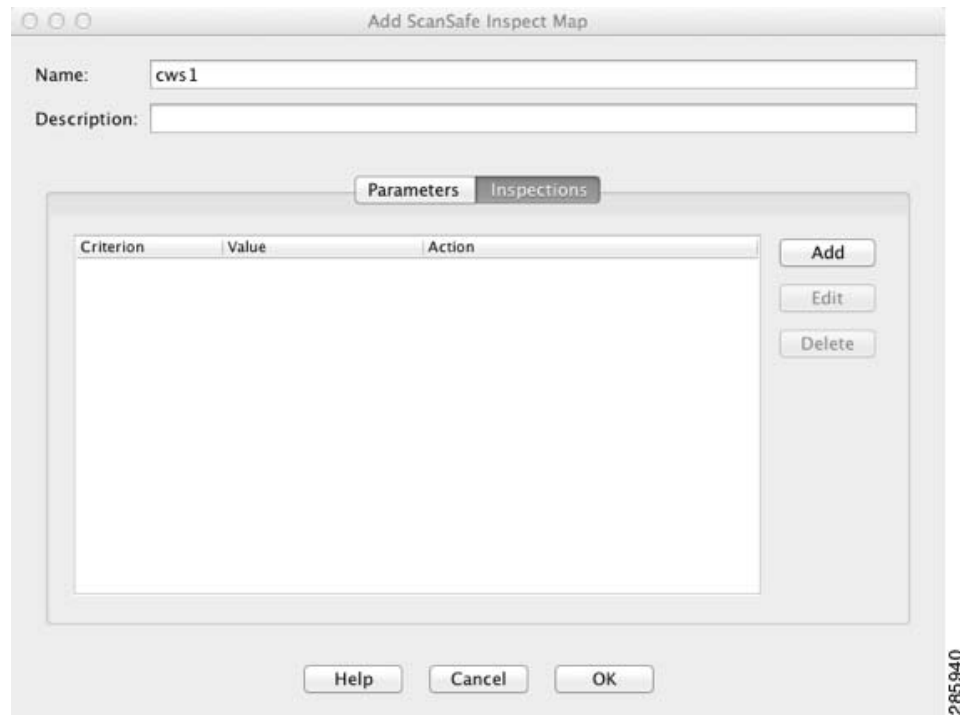 Add ScanSafe Inspect Map
Name: cws1
Description:
Parameters Inspections
Criterion Value Action
Add
Edit
Delete
Help Cancel OK
285940